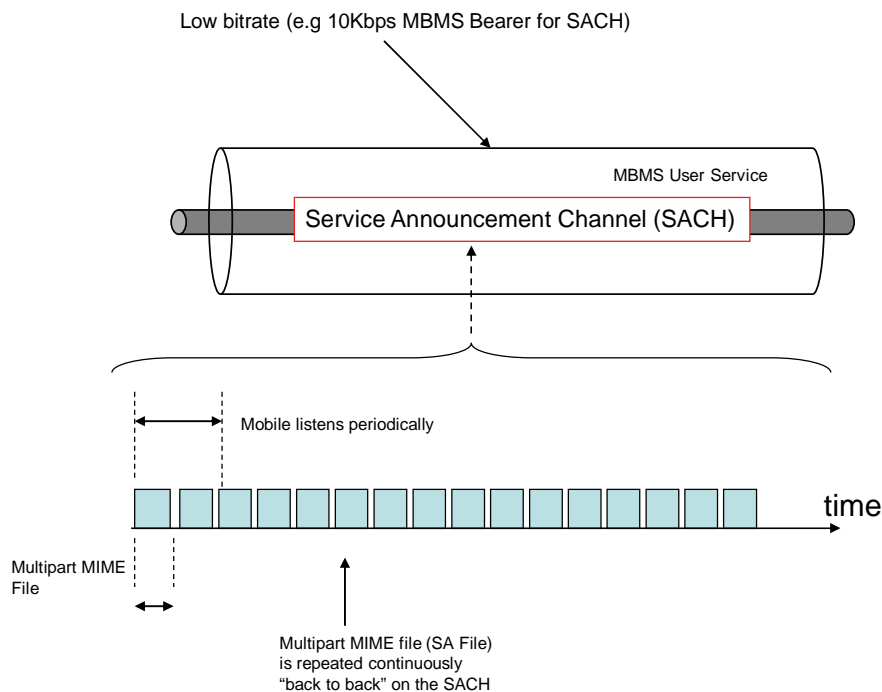 Low bitrate (e.g 10Kbps MBMS Bearer for SACH)
MBMS User Service
Service Announcement Channel (SACH)
Mobile listens periodically
time
Multipart MIME
File
Multipart MIME file (SA File)
is repeated continuously
“back to back” on the SACH